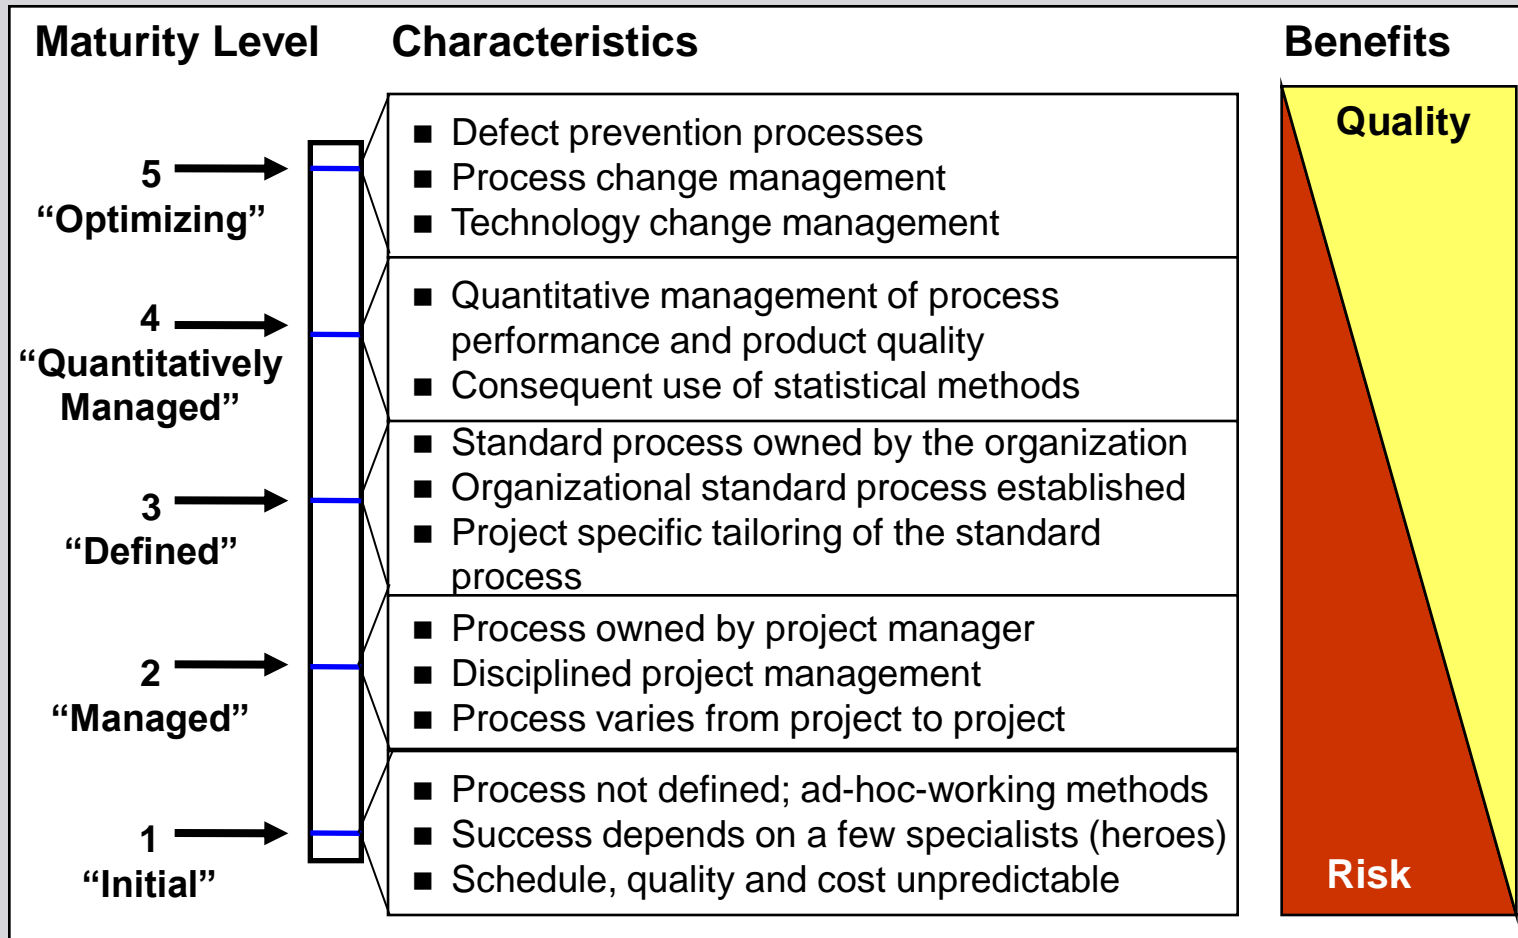 Maturity Level
Characteristics
Benefits
5
“Optimizing”
■ Defect prevention processes
■ Process change management
■ Technology change management
4
“Quantitatively
Managed”
■ Quantitative management of process
performance and product quality
■ Consequent use of statistical methods
3
“Defined”
■ Standard process owned by the organization
■ Organizational standard process established
■ Project specific tailoring of the standard
process
2
“Managed”
■ Process owned by project manager
■ Disciplined project management
■ Process varies from project to project
1
“Initial”
■ Process not defined; ad-hoc-working methods
■ Success depends on a few specialists (heroes)
■ Schedule, quality and cost unpredictable
Quality
Risk